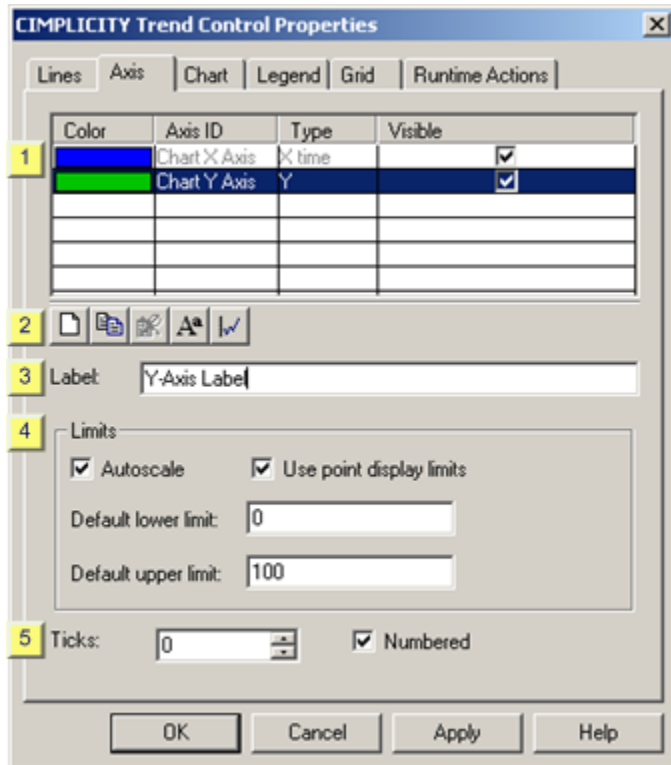 CIMPLICITY Trend Control Properties
Lines Axis Chart Legend Grid Runtime Actions
Color Axis ID Type Visible
1 Chart X Axis X time
Chart Y Axis Y
2 Aª
3 Label: Y-Axis Label
4 Limits
Autoscale Use point display limits
Default lower limit: 0
Default upper limit: 100
5 Ticks: 0 Numbered
OK Cancel Apply Help